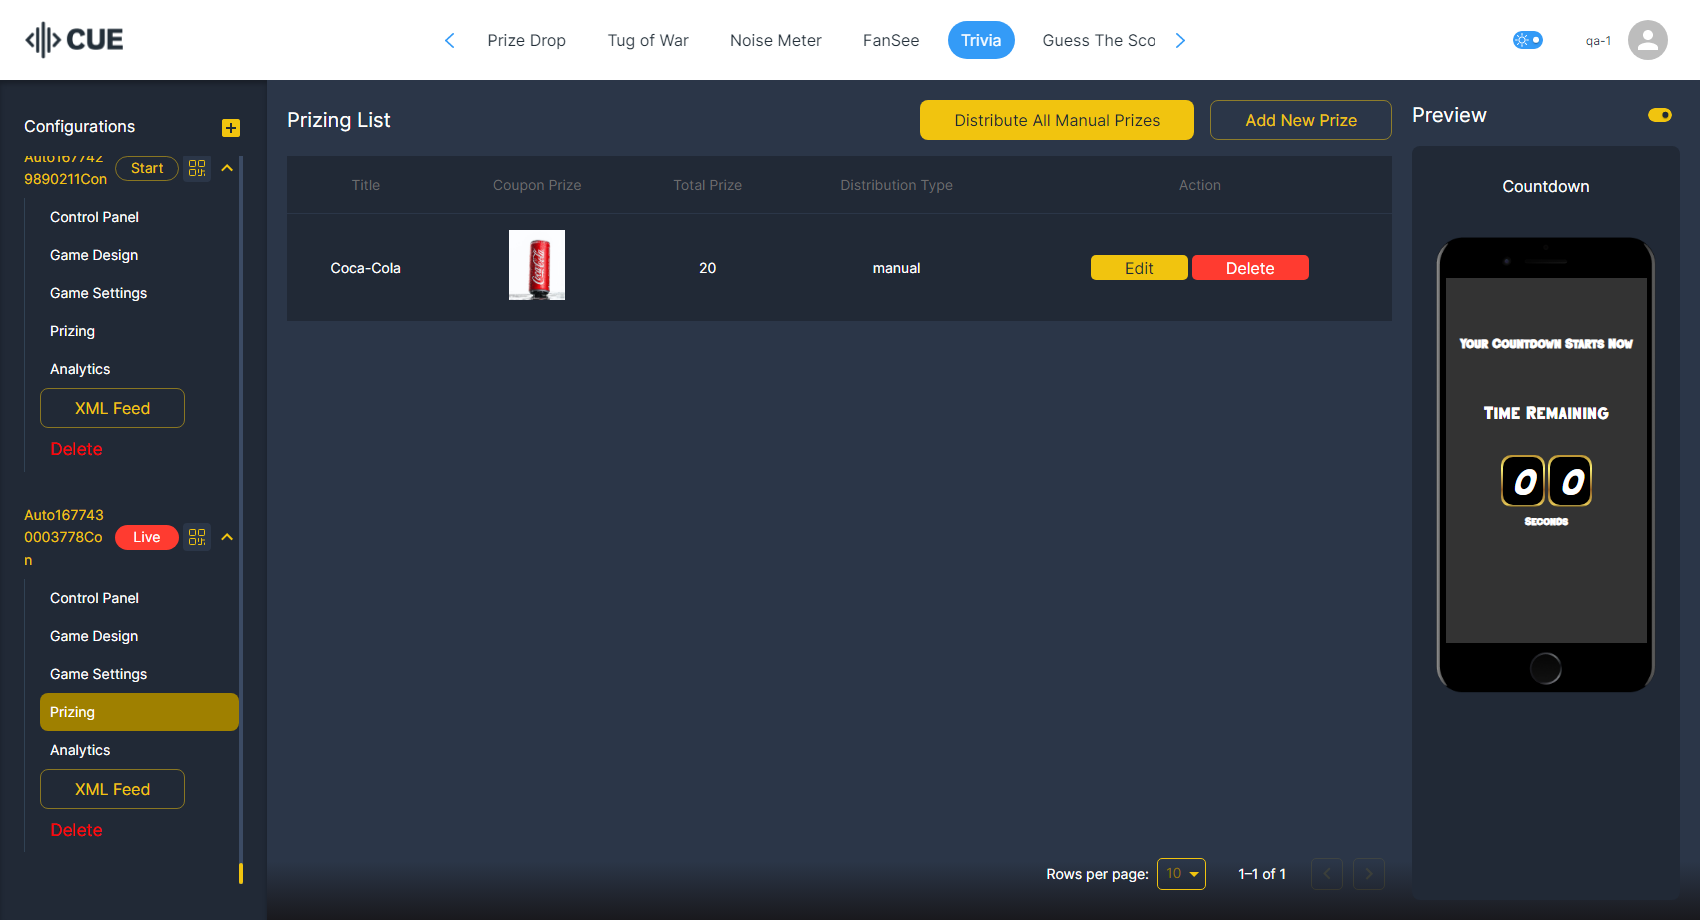 CUE
Prize Drop
Tug of War
Noise Meter
FanSee
Trivia
Guess The Sco
qa-1
Configurations
Auto167742
9890211Con
Start
Control Panel
Game Design
Game Settings
Prizing
Analytics
XML Feed
Delete
Auto167743
0003778Co
n
Live
Control Panel
Game Design
Game Settings
Prizing
Analytics
XML Feed
Delete
Prizing List
Distribute All Manual Prizes
Add New Prize
Title
Coupon Prize
Total Prize
Distribution Type
Action
Coca-Cola
Coca-Cola
20
manual
Edit
Delete
Rows per page:
10
1–1 of 1
Preview
Countdown
Your Countdown Starts Now
Time Remaining
0 0
Seconds